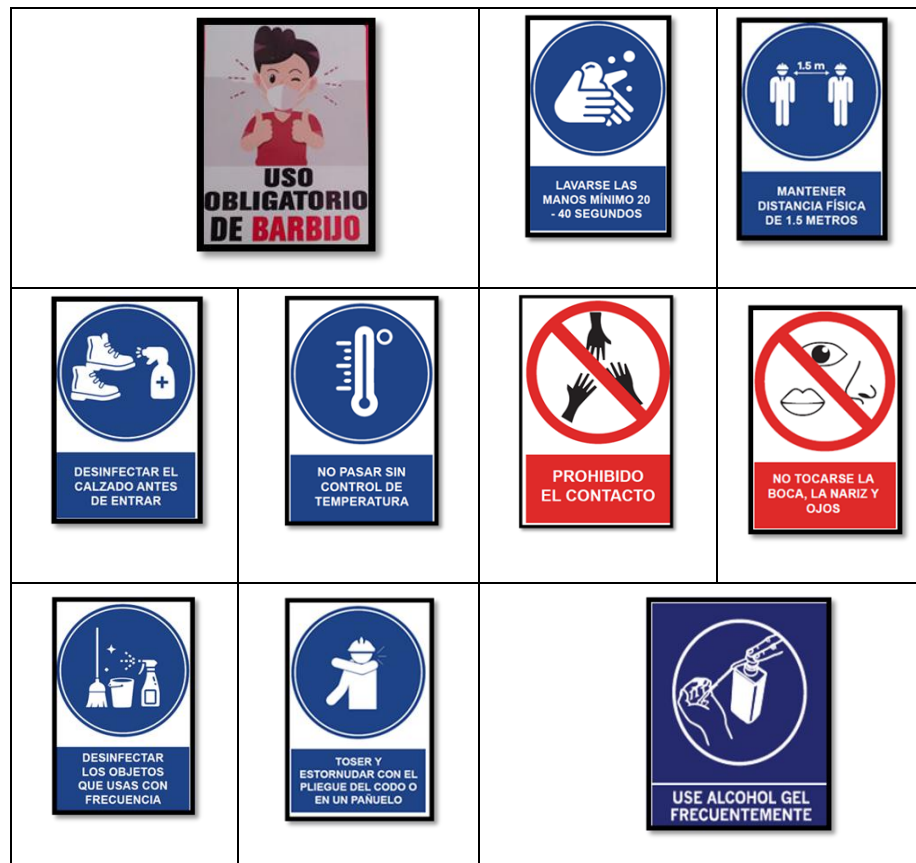 USO
OBLIGATORIO
DE BARBIJO
LAVARSE LAS
MANOS MÍNIMO 20
- 40 SEGUNDOS
1.5 m
MANTENER
DISTANCIA FÍSICA
DE 1.5 METROS
DESINFECTAR EL
CALZADO ANTES
DE ENTRAR
NO PASAR SIN
CONTROL DE
TEMPERATURA
PROHIBIDO
EL CONTACTO
NO TOCARSE LA
BOCA, LA NARIZ Y
OJOS
DESINFECTAR
LOS OBJETOS
QUE USAS CON
FRECUENCIA
TOSER Y
ESTORNUDAR CON EL
PLIEGUE DEL CODO O
EN UN PAÑUELO
USE ALCOHOL GEL
FRECUENTEMENTE